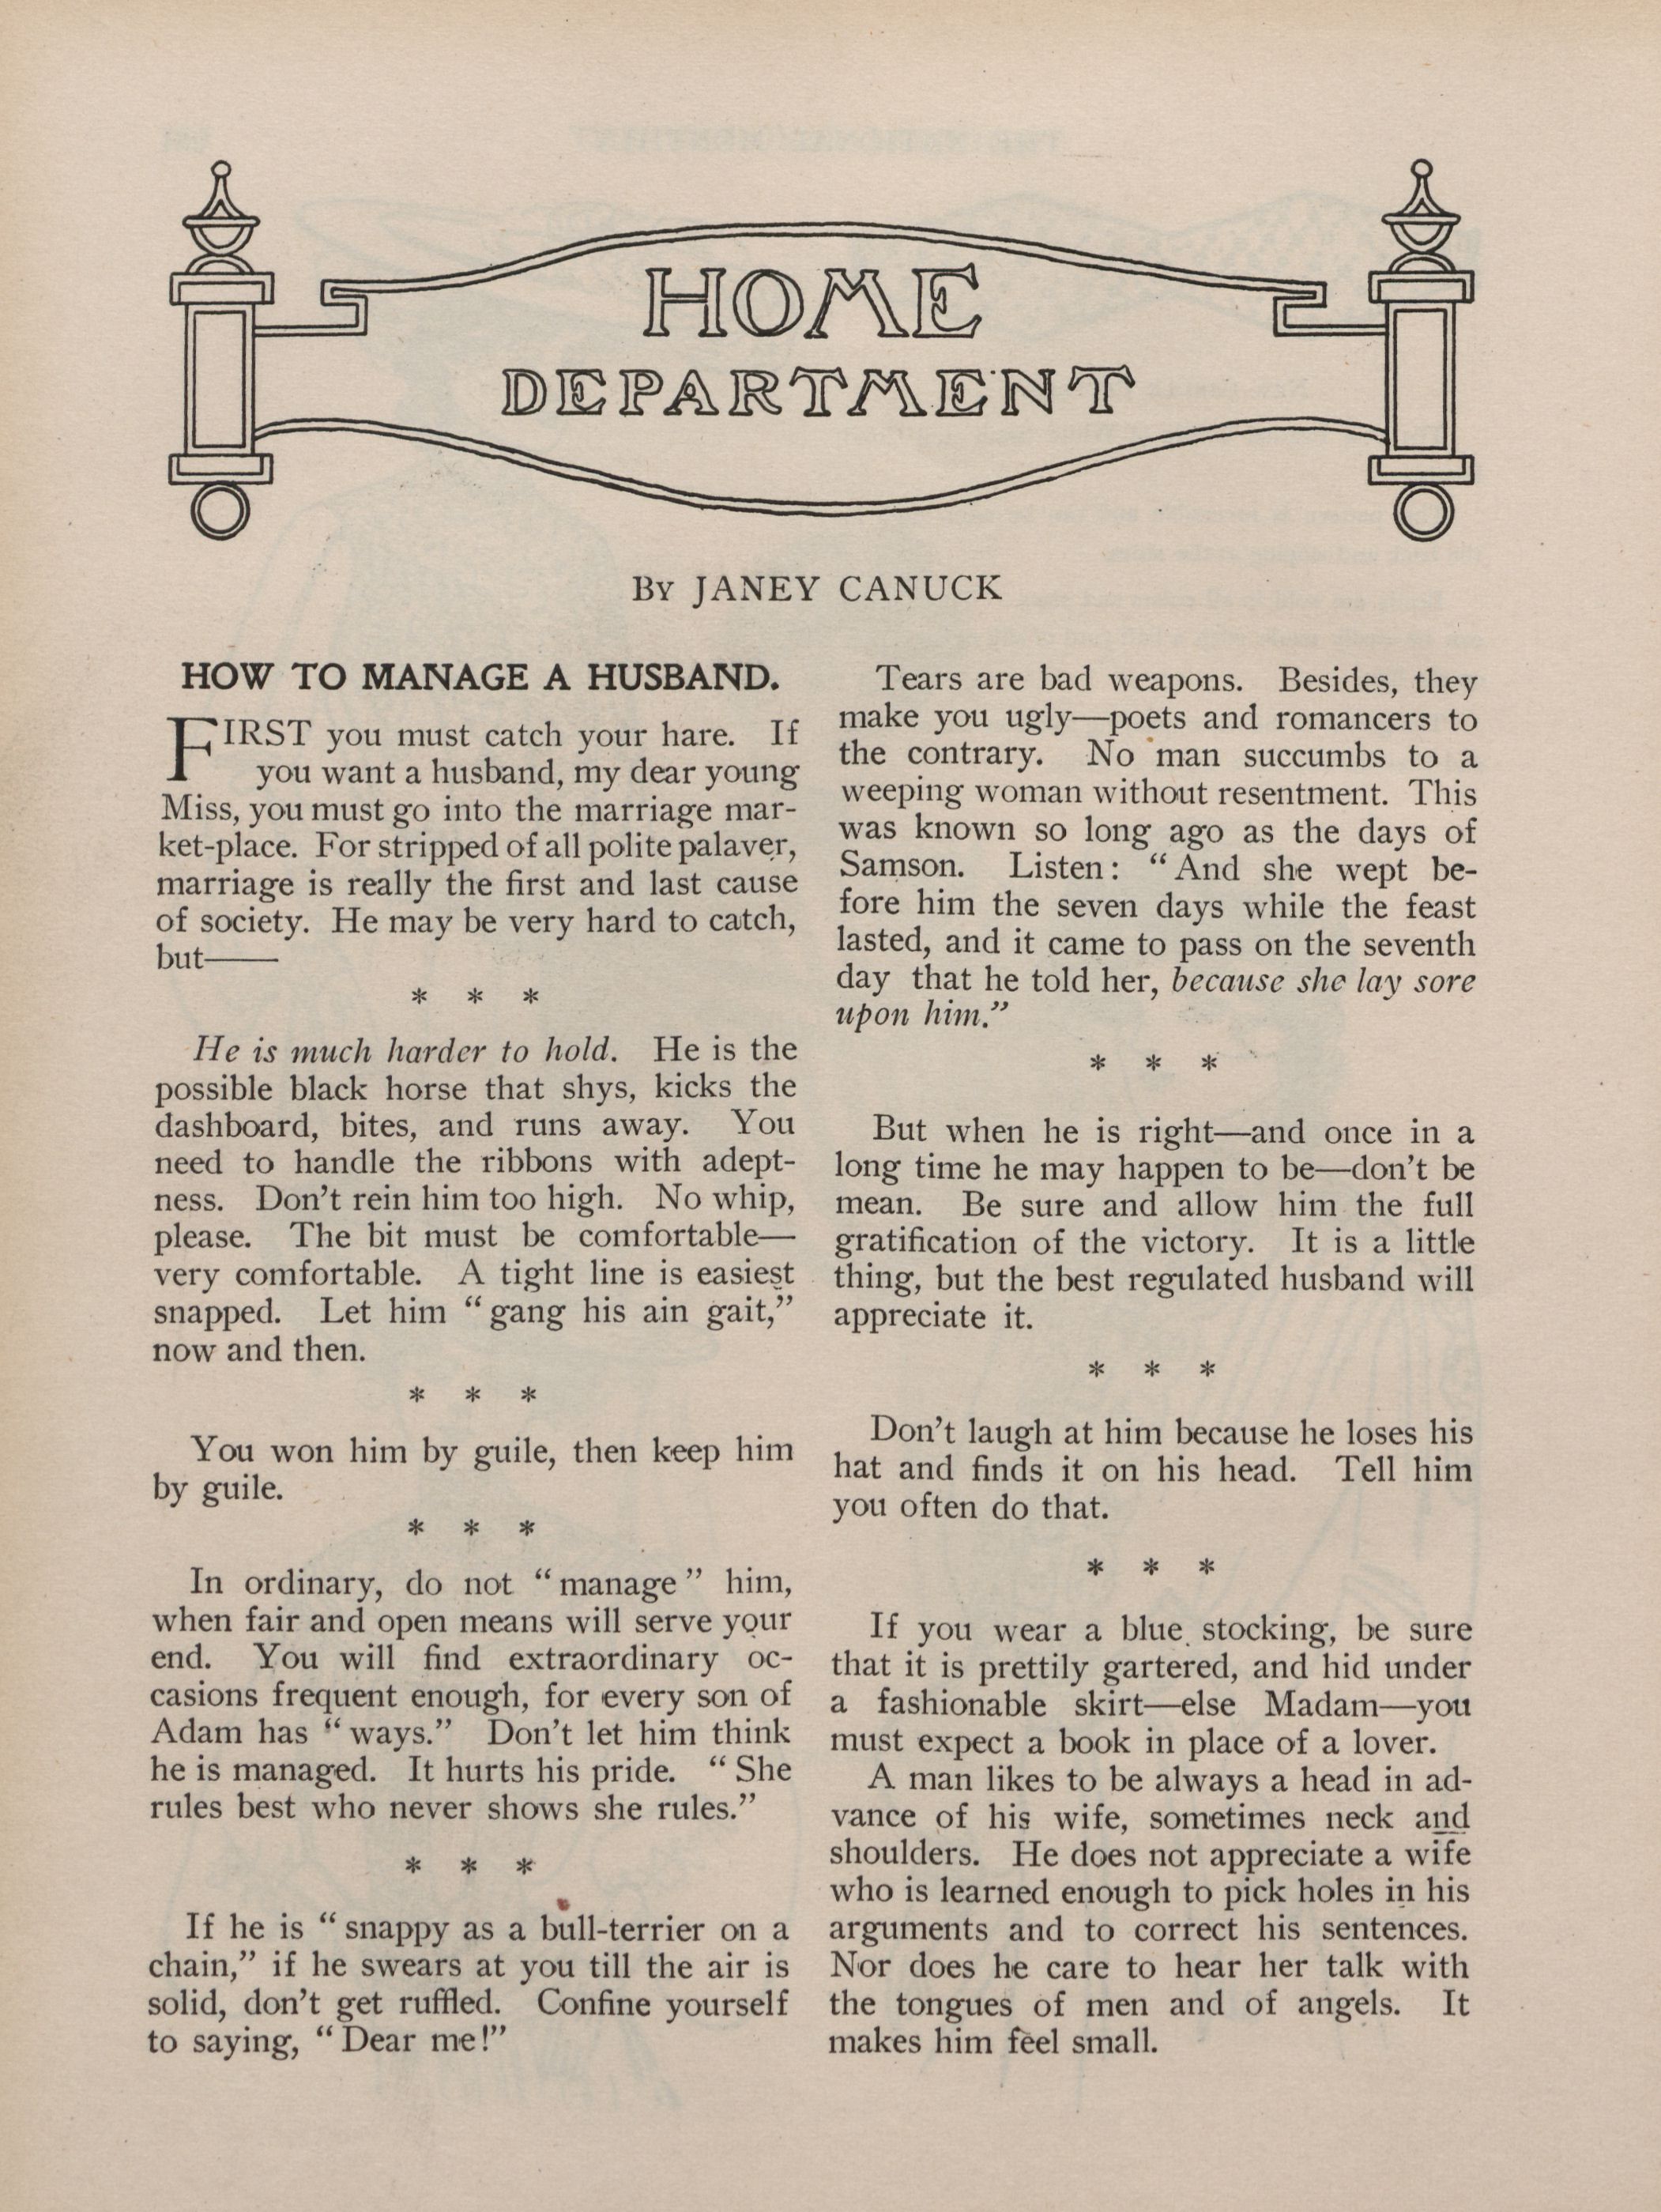 HOME
DEPARTMENT
By JANEY CANUCK
HOW TO MANAGE A HUSBAND.
FIRST you must catch your hare. If
you want a husband, my dear young
Miss, you must go into the marriage mar-
ket-place. For stripped of all polite palaver,
marriage is really the first and last cause
of society. He may be very hard to catch,
but——
* * *
He is much harder to hold. He is the
possible black horse that shys, kicks the
dashboard, bites, and runs away. You
need to handle the ribbons with adept-
ness. Don't rein him too high. No whip,
please. The bit must be comfortable—
very comfortable. A tight line is easiest
snapped. Let him “gang his ain gait,”
now and then.
* * *
You won him by guile, then keep him
by guile.
* * *
In ordinary, do not “manage” him,
when fair and open means will serve your
end. You will find extraordinary oc-
casions frequent enough, for every son of
Adam has “ways.” Don't let him think
he is managed. It hurts his pride. “She
rules best who never shows she rules.”
* * *
If he is “snappy as a bull-terrier on a
chain,” if he swears at you till the air is
solid, don't get ruffled. Confine yourself
to saying, “Dear me!”
Tears are bad weapons. Besides, they
make you ugly—poets and romancers to
the contrary. No man succumbs to a
weeping woman without resentment. This
was known so long ago as the days of
Samson. Listen: “And she wept be-
fore him the seven days while the feast
lasted, and it came to pass on the seventh
day that he told her, because she lay sore
upon him.”
* * *
But when he is right—and once in a
long time he may happen to be—don't be
mean. Be sure and allow him the full
gratification of the victory. It is a little
thing, but the best regulated husband will
appreciate it.
* * *
Don't laugh at him because he loses his
hat and finds it on his head. Tell him
you often do that.
* * *
If you wear a blue stocking, be sure
that it is prettily gartered, and hid under
a fashionable skirt—else Madam—you
must expect a book in place of a lover.
A man likes to be always a head in ad-
vance of his wife, sometimes neck and
shoulders. He does not appreciate a wife
who is learned enough to pick holes in his
arguments and to correct his sentences.
Nor does he care to hear her talk with
the tongues of men and of angels. It
makes him feel small.